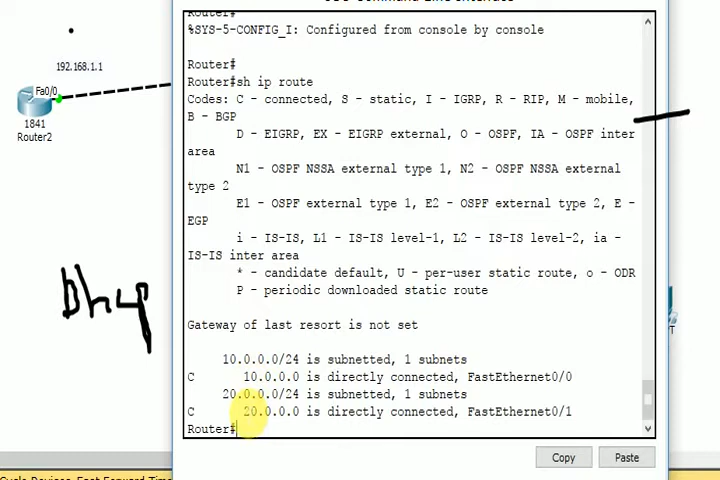 %SYS-5-CONFIG_I: Configured from console by console
Router#
Router#sh ip route
Codes: C - connected, S - static, I - IGRP, R - RIP, M - mobile,
B - BGP
D - EIGRP, EX - EIGRP external, O - OSPF, IA - OSPF inter
area
N1 - OSPF NSSA external type 1, N2 - OSPF NSSA external
type 2
E1 - OSPF external type 1, E2 - OSPF external type 2, E -
EGP
i - IS-IS, L1 - IS-IS level-1, L2 - IS-IS level-2, ia -
IS-IS inter area
* - candidate default, U - per-user static route, o - ODR
P - periodic downloaded static route
Gateway of last resort is not set
10.0.0.0/24 is subnetted, 1 subnets
C 10.0.0.0 is directly connected, FastEthernet0/0
20.0.0.0/24 is subnetted, 1 subnets
C 20.0.0.0 is directly connected, FastEthernet0/1
Router#
Copy Paste
192.168.1.1
Fa0/0
1841
Router2
Dhcp